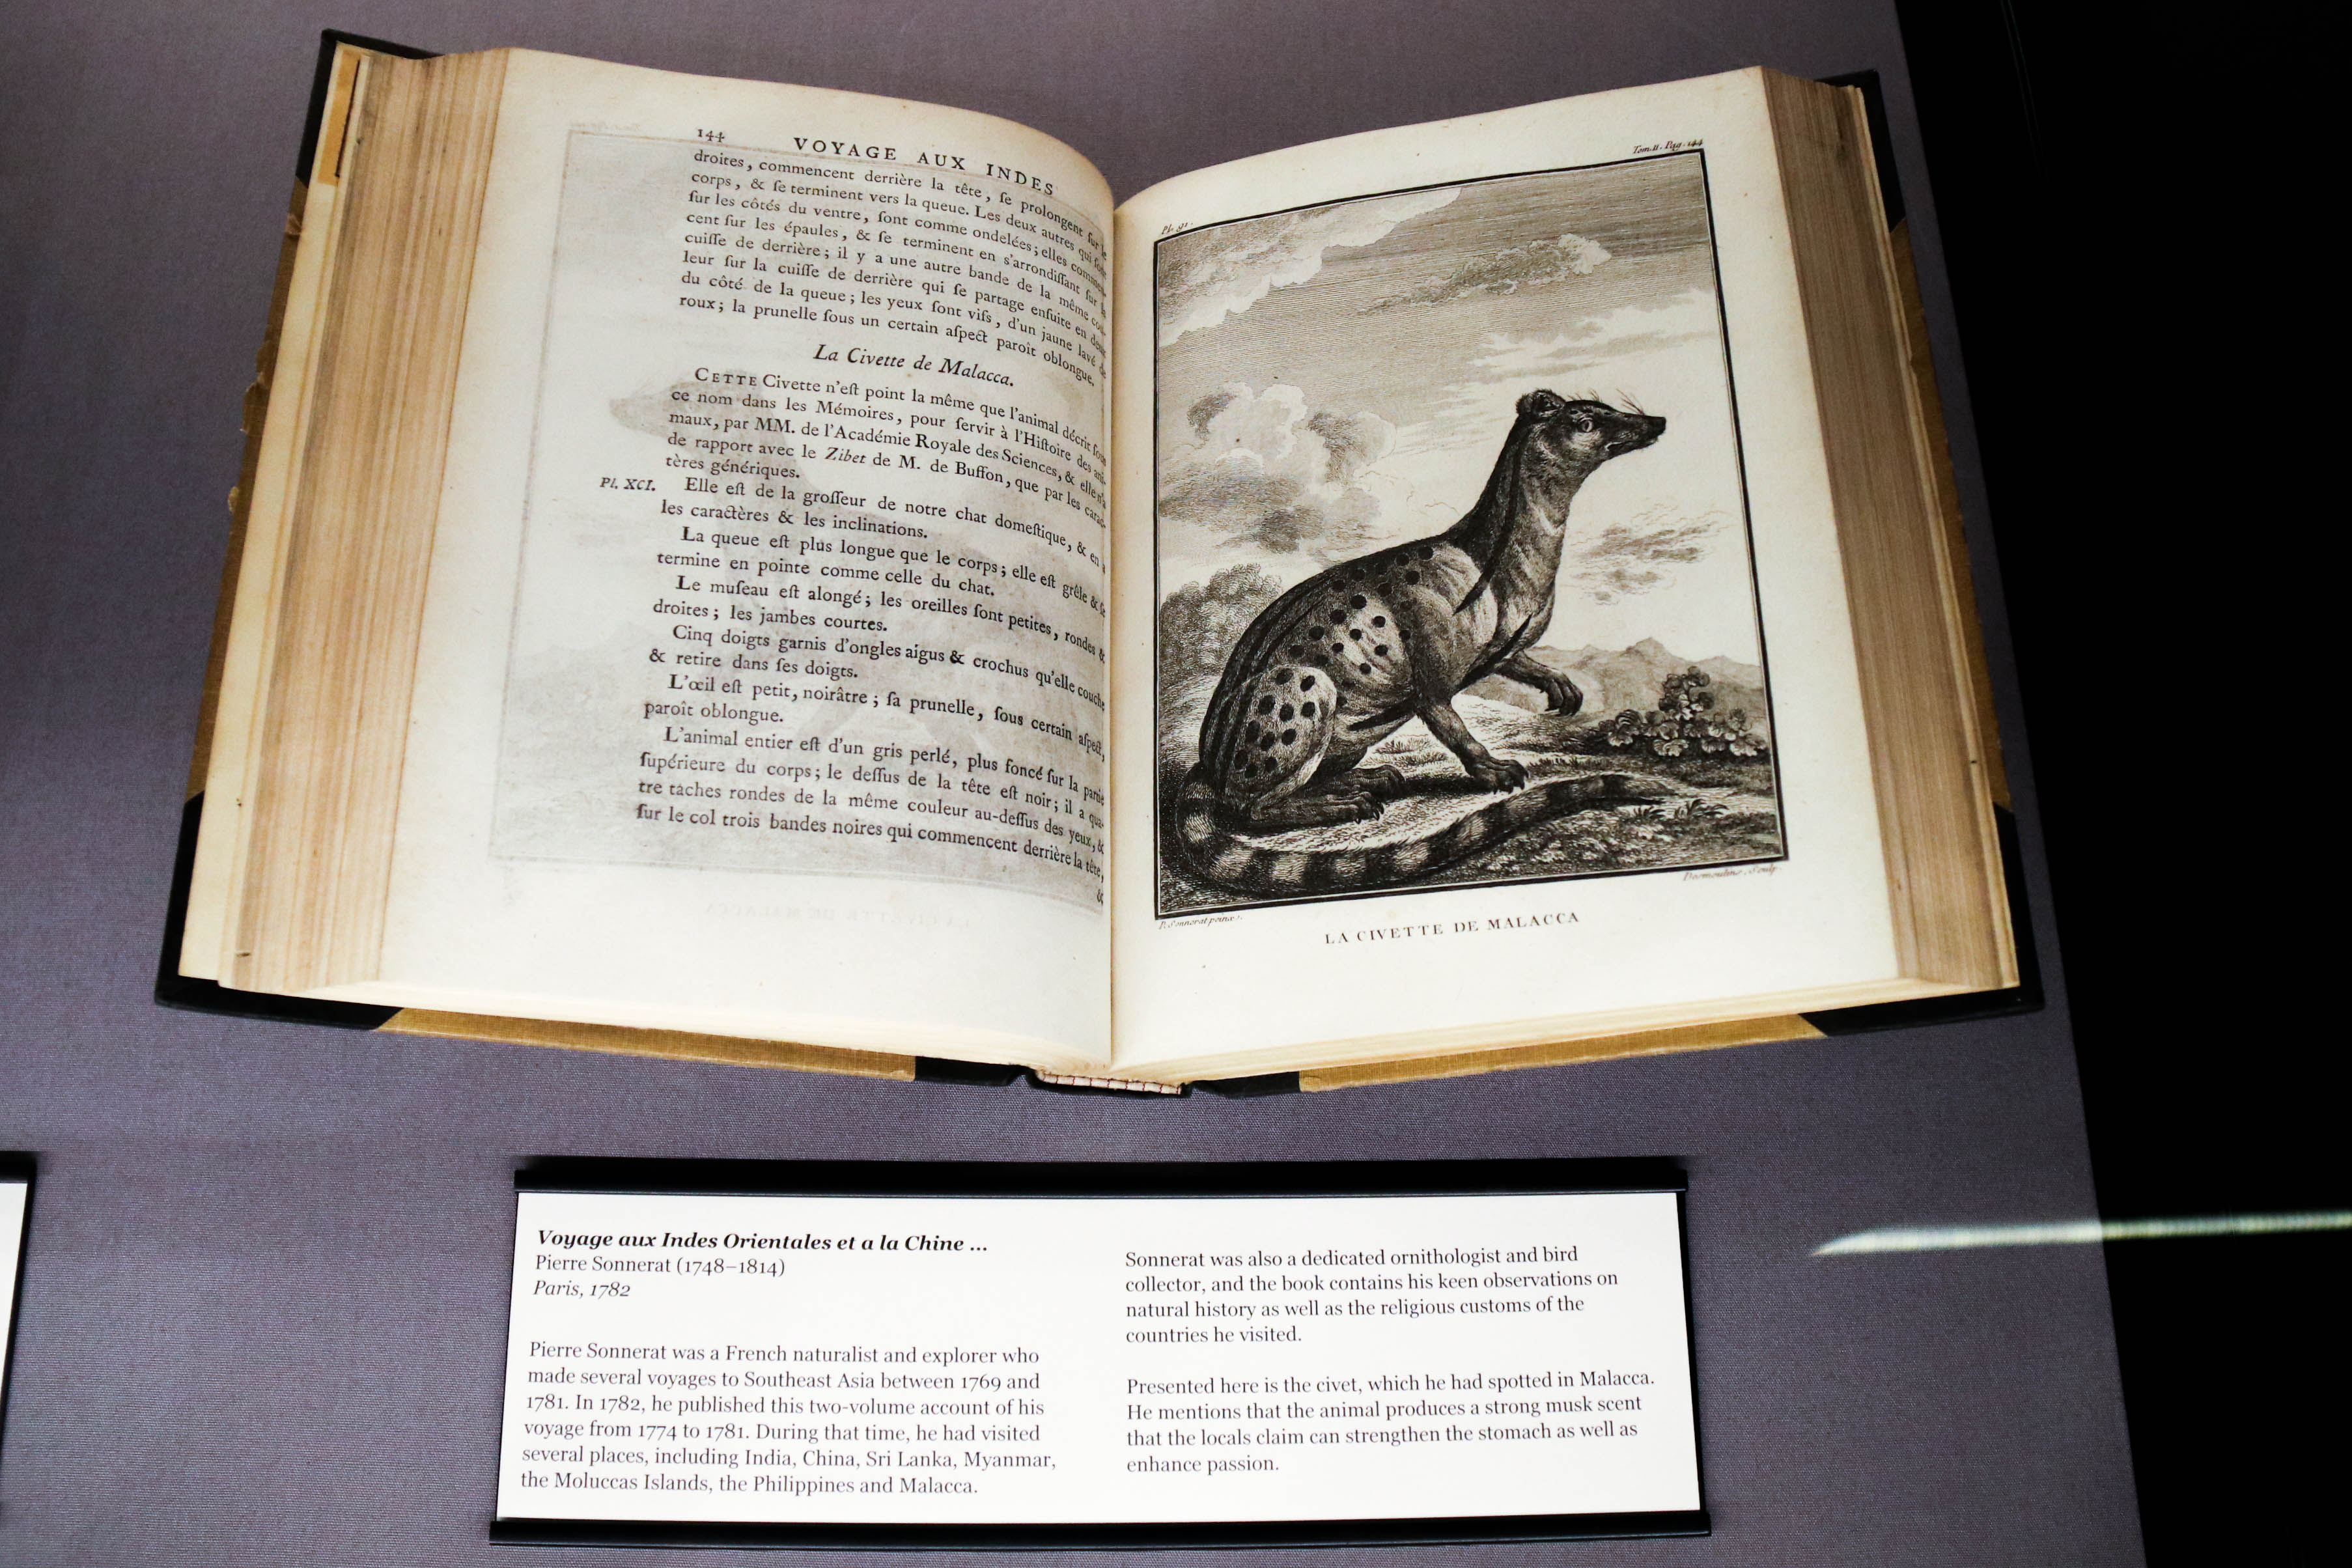 144 VOYAGE AUX INDES
droites, commencent derrière la tête, ſe prolongent ſur le
corps, & ſe terminent vers la queue. Les deux autres qui ſont
ſur les côtés du ventre, ſont comme ondelées; elles commen-
cent ſur les épaules, & ſe terminent en s'arrondiſſant ſur la
cuiſſe de derrière; il y a une autre bande de la même cou-
leur ſur la cuiſſe de derrière qui ſe partage enſuite en deux
du côté de la queue; les yeux ſont vifs, d'un jaune lavé de
roux; la prunelle ſous un certain aſpect paroît oblongue.
La Civette de Malacca.
CETTE Civette n'eſt point la même que l'animal décrit ſous
ce nom dans les Mémoires, pour ſervir à l'Hiſtoire des ani-
maux, par MM. de l'Académie Royale des Sciences, & elle n'a
de rapport avec le Zibet de M. de Buffon, que par les carac-
tères génériques.
Pl. XCI. Elle eſt de la groſſeur de notre chat domeſtique, & en a
les caractères & les inclinations.
La queue eſt plus longue que le corps; elle eſt grêle & ſe
termine en pointe comme celle du chat.
Le muſeau eſt alongé; les oreilles ſont petites, rondes &
droites; les jambes courtes.
Cinq doigts garnis d'ongles aigus & crochus qu'elle couche
& retire dans ſes doigts.
L'œil eſt petit, noirâtre; ſa prunelle, ſous certain aſpect,
paroît oblongue.
L'animal entier eſt d'un gris perlé, plus foncé ſur la partie
ſupérieure du corps; le deſſus de la tête eſt noir; il a qua-
tre taches rondes de la même couleur au-deſſus des yeux, &
ſur le col trois bandes noires qui commencent derrière la tête,
&
Tom. II. Pag. 144
Pl. 91.
P. Sonnerat pinx.
Desmoulins, Sculp.
LA CIVETTE DE MALACCA
Voyage aux Indes Orientales et a la Chine ...
Pierre Sonnerat (1748–1814)
Paris, 1782
Pierre Sonnerat was a French naturalist and explorer who
made several voyages to Southeast Asia between 1769 and
1781. In 1782, he published this two-volume account of his
voyage from 1774 to 1781. During that time, he had visited
several places, including India, China, Sri Lanka, Myanmar,
the Moluccas Islands, the Philippines and Malacca.
Sonnerat was also a dedicated ornithologist and bird
collector, and the book contains his keen observations on
natural history as well as the religious customs of the
countries he visited.
Presented here is the civet, which he had spotted in Malacca.
He mentions that the animal produces a strong musk scent
that the locals claim can strengthen the stomach as well as
enhance passion.